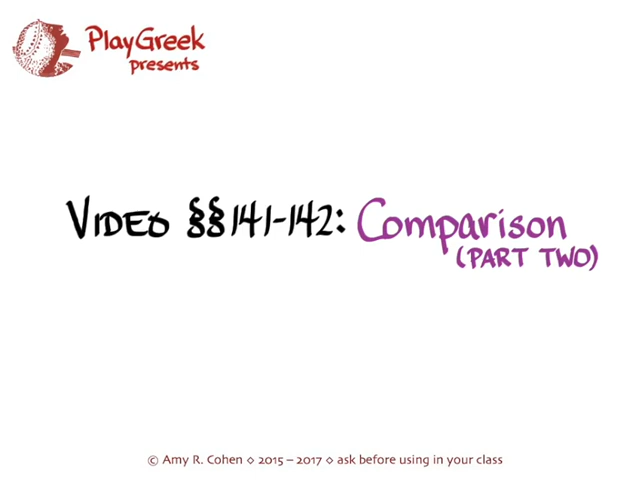 PlayGreek
presents
VIDEO §§141-142: Comparison
(PART TWO)
© Amy R. Cohen ◇ 2015 – 2017 ◇ ask before using in your class